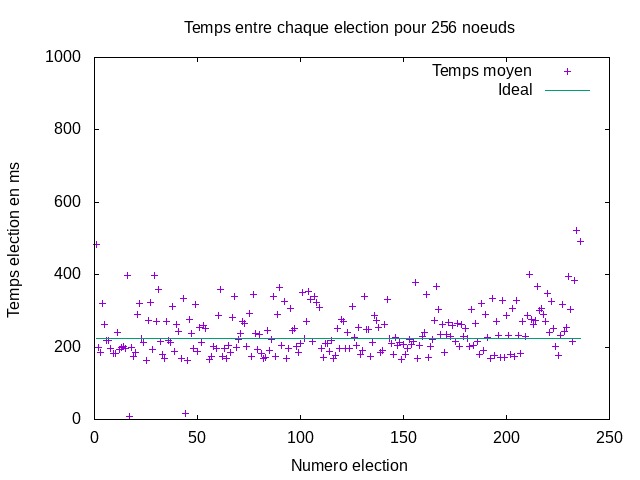 Temps entre chaque election pour 256 noeuds
1000
800
600
400
200
0
Temps election en ms
Temps moyen
Ideal
0 50 100 150 200 250
Numero election